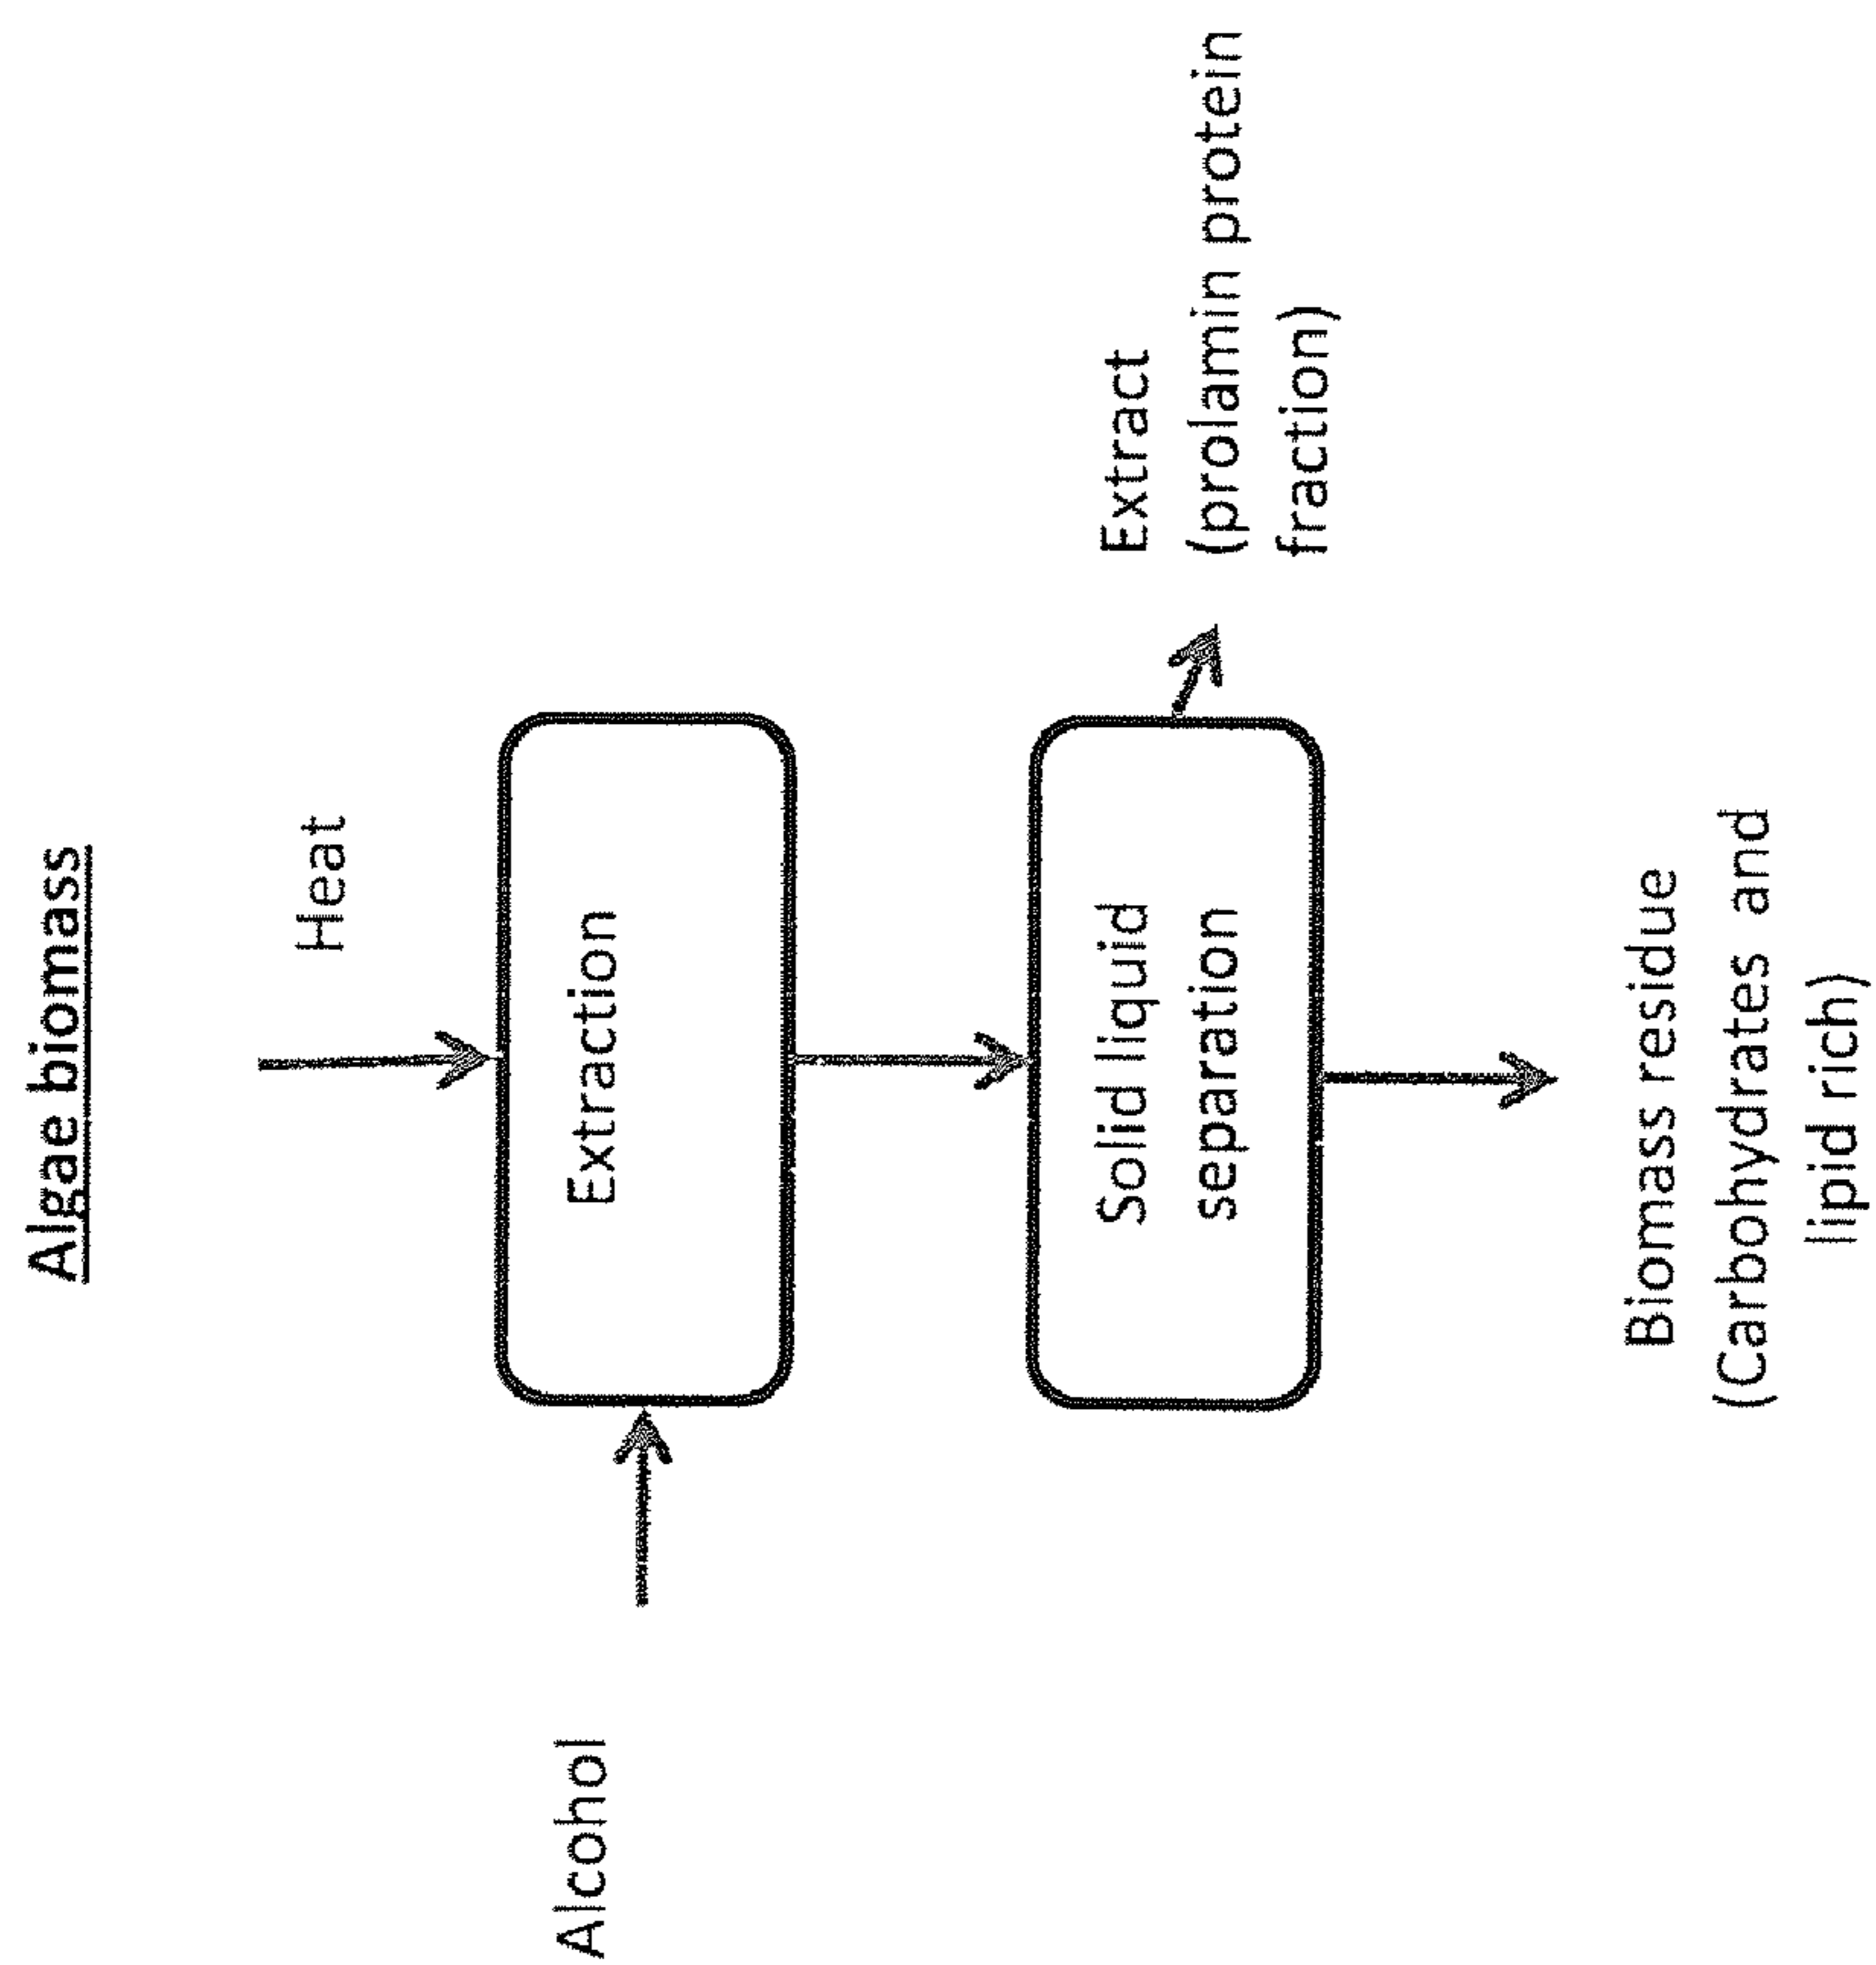 Algae biomass
Heat
Alcohol
Extraction
Solid liquid
separation
Extract
(prolamin protein
fraction)
Biomass residue
(Carbohydrates and
lipid rich)